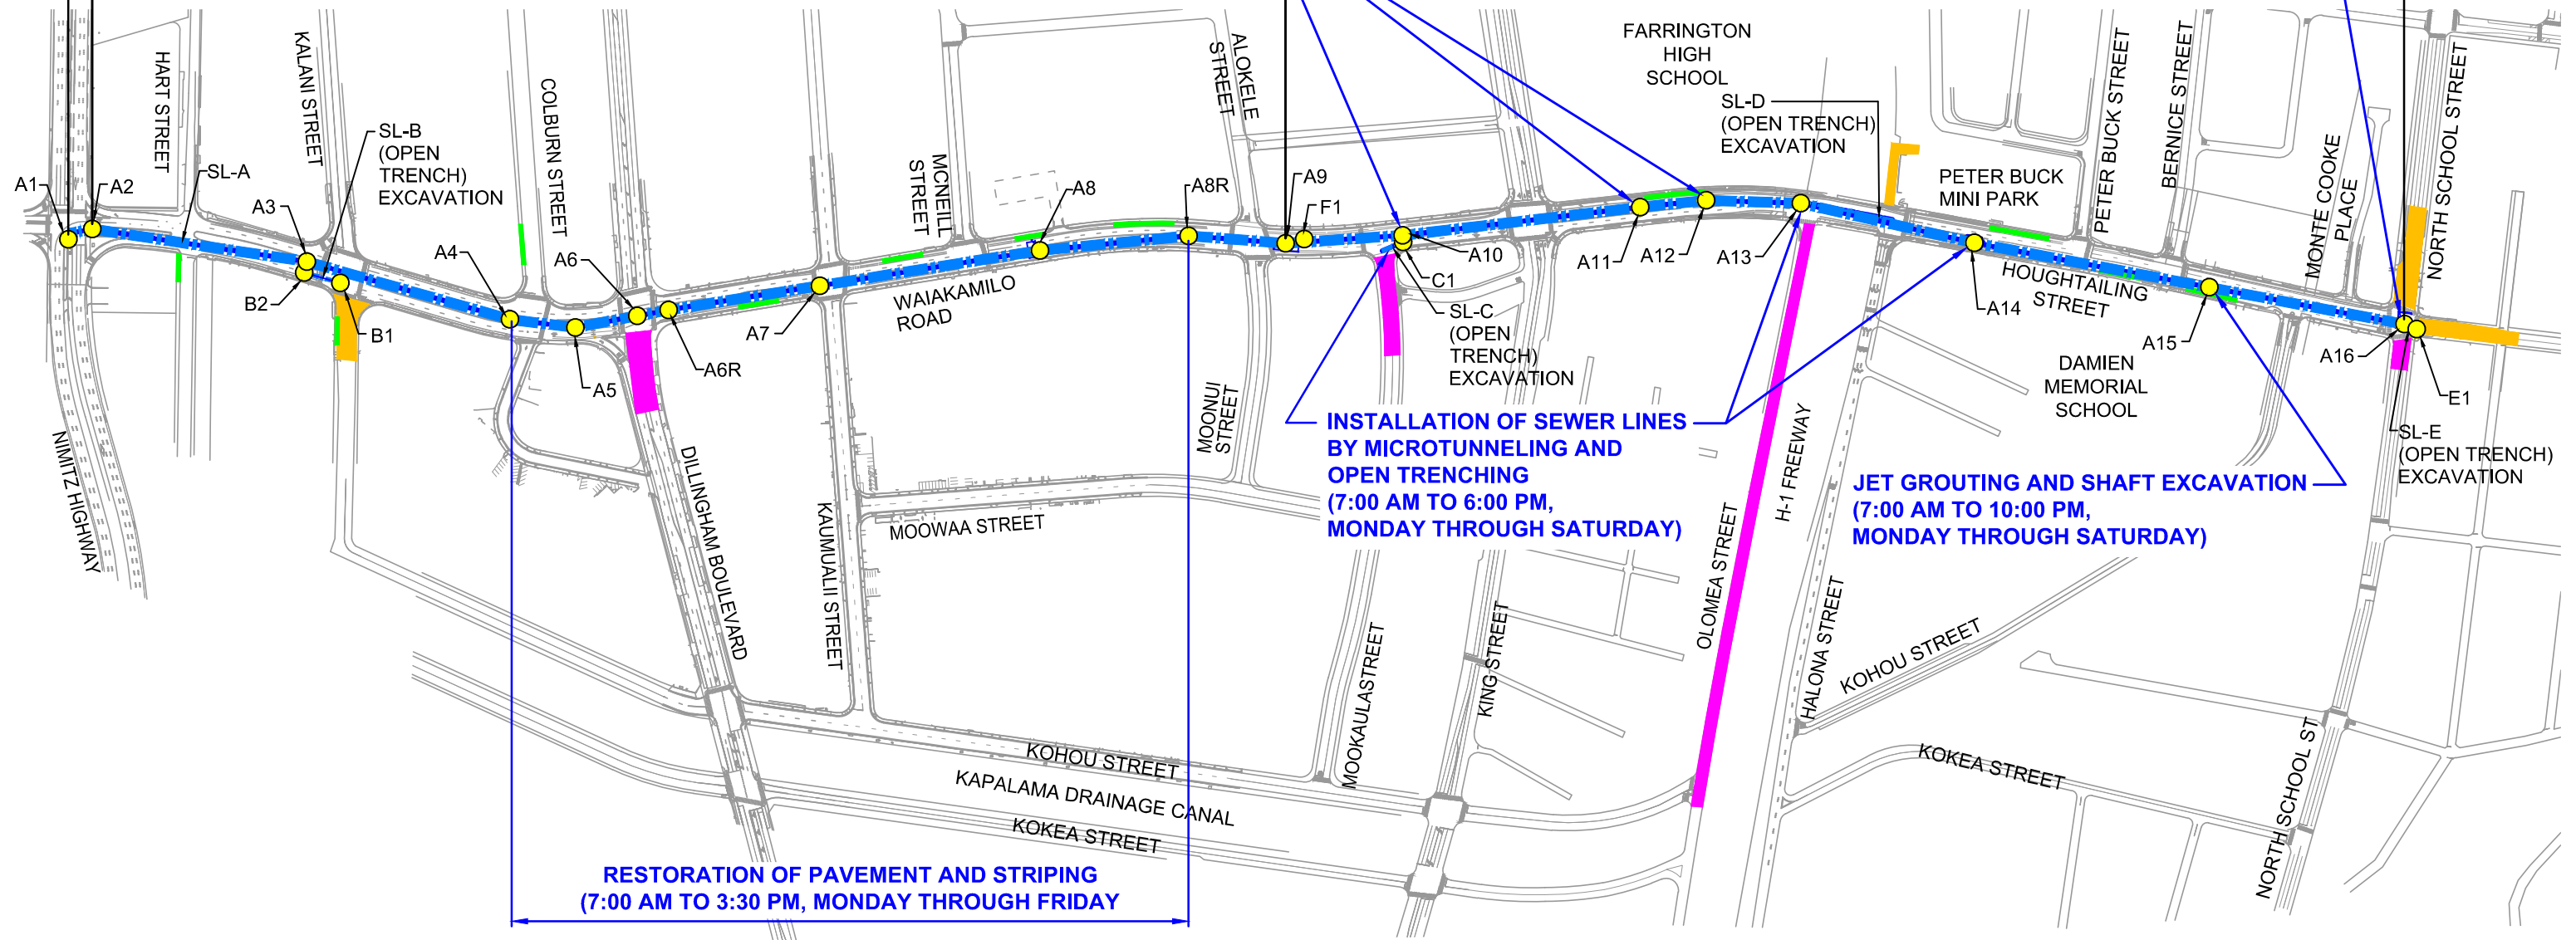 FARRINGTON
HIGH
SCHOOL
HART STREET
KALANI STREET
COLBURN STREET
MCNEILL
STREET
ALOKELE
STREET
PETER BUCK STREET
BERNICE STREET
MONTE COOKE
PLACE
NORTH SCHOOL STREET
SL-B
(OPEN
TRENCH)
EXCAVATION
SL-D
(OPEN TRENCH)
EXCAVATION
PETER BUCK
MINI PARK
A1
A2
SL-A
A3
B2
B1
A4
A5
A6
A6R
A7
A8
A8R
A9
F1
A10
C1
SL-C
(OPEN
TRENCH)
EXCAVATION
A11
A12
A13
A14
A15
A16
E1
SL-E
(OPEN TRENCH)
EXCAVATION
WAIAKAMILO
ROAD
HOUGHTAILING
STREET
DAMIEN
MEMORIAL
SCHOOL
NIMITZ HIGHWAY
DILLINGHAM BOULEVARD
KAUMUALII STREET
MOOWAA STREET
MOONUI
STREET
INSTALLATION OF SEWER LINES
BY MICROTUNNELING AND
OPEN TRENCHING
(7:00 AM TO 6:00 PM,
MONDAY THROUGH SATURDAY)
JET GROUTING AND SHAFT EXCAVATION
(7:00 AM TO 10:00 PM,
MONDAY THROUGH SATURDAY)
H-1 FREEWAY
OLOMEA STREET
HALONA STREET
KOHOU STREET
MOOKAULASTREET
KING STREET
KOHOU STREET
KAPALAMA DRAINAGE CANAL
KOKEA STREET
KOKEA STREET
NORTH SCHOOL ST
RESTORATION OF PAVEMENT AND STRIPING
(7:00 AM TO 3:30 PM, MONDAY THROUGH FRIDAY